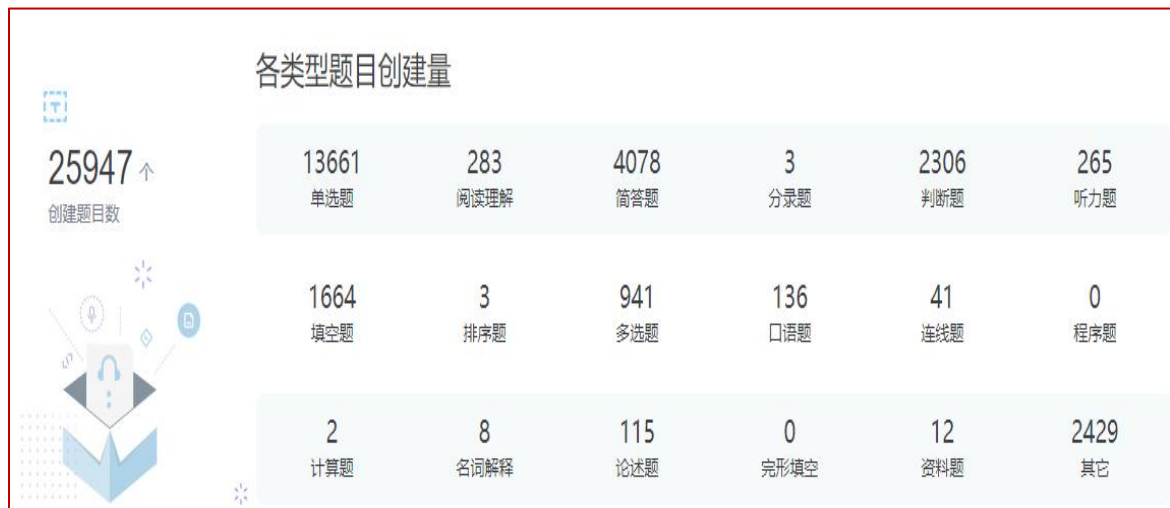 各类型题目创建量
25947 个
创建题目数
13661 283 4078 3 2306 265
单选题 阅读理解 简答题 分录题 判断题 听力题
1664 3 941 136 41 0
填空题 排序题 多选题 口语题 连线题 程序题
2 8 115 0 12 2429
计算题 名词解释 论述题 完形填空 资料题 其它